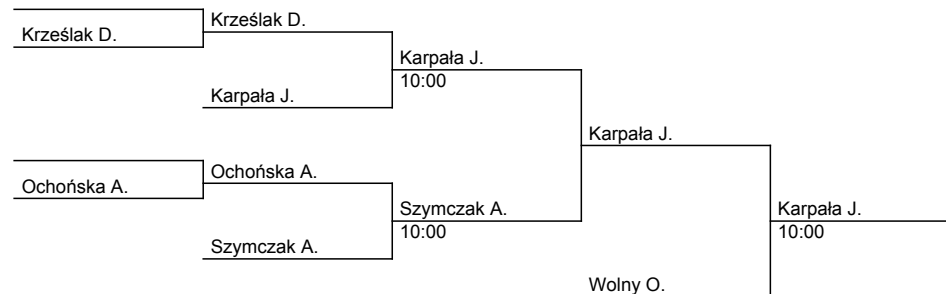 Krześlak D.
Krześlak D.
Karpała J.
10:00
Karpała J.
Karpała J.
Ochońska A.
Ochońska A.
Szymczak A.
10:00
Szymczak A.
Karpała J.
10:00
Wolny O.